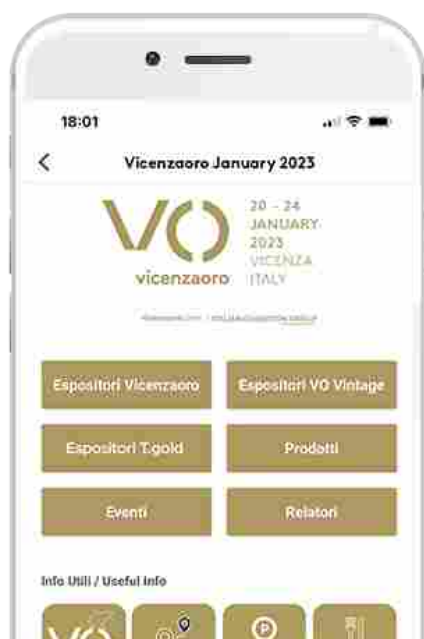 18:01
Vicenzaoro January 2023
VO
20 - 24
JANUARY
2023
VICENZA
ITALY
vicenzaoro
Espositori Vicenzaoro
Espositori VO Vintage
Espositori T.gold
Prodotti
Eventi
Relatori
Info Utili / Useful Info
VO
P